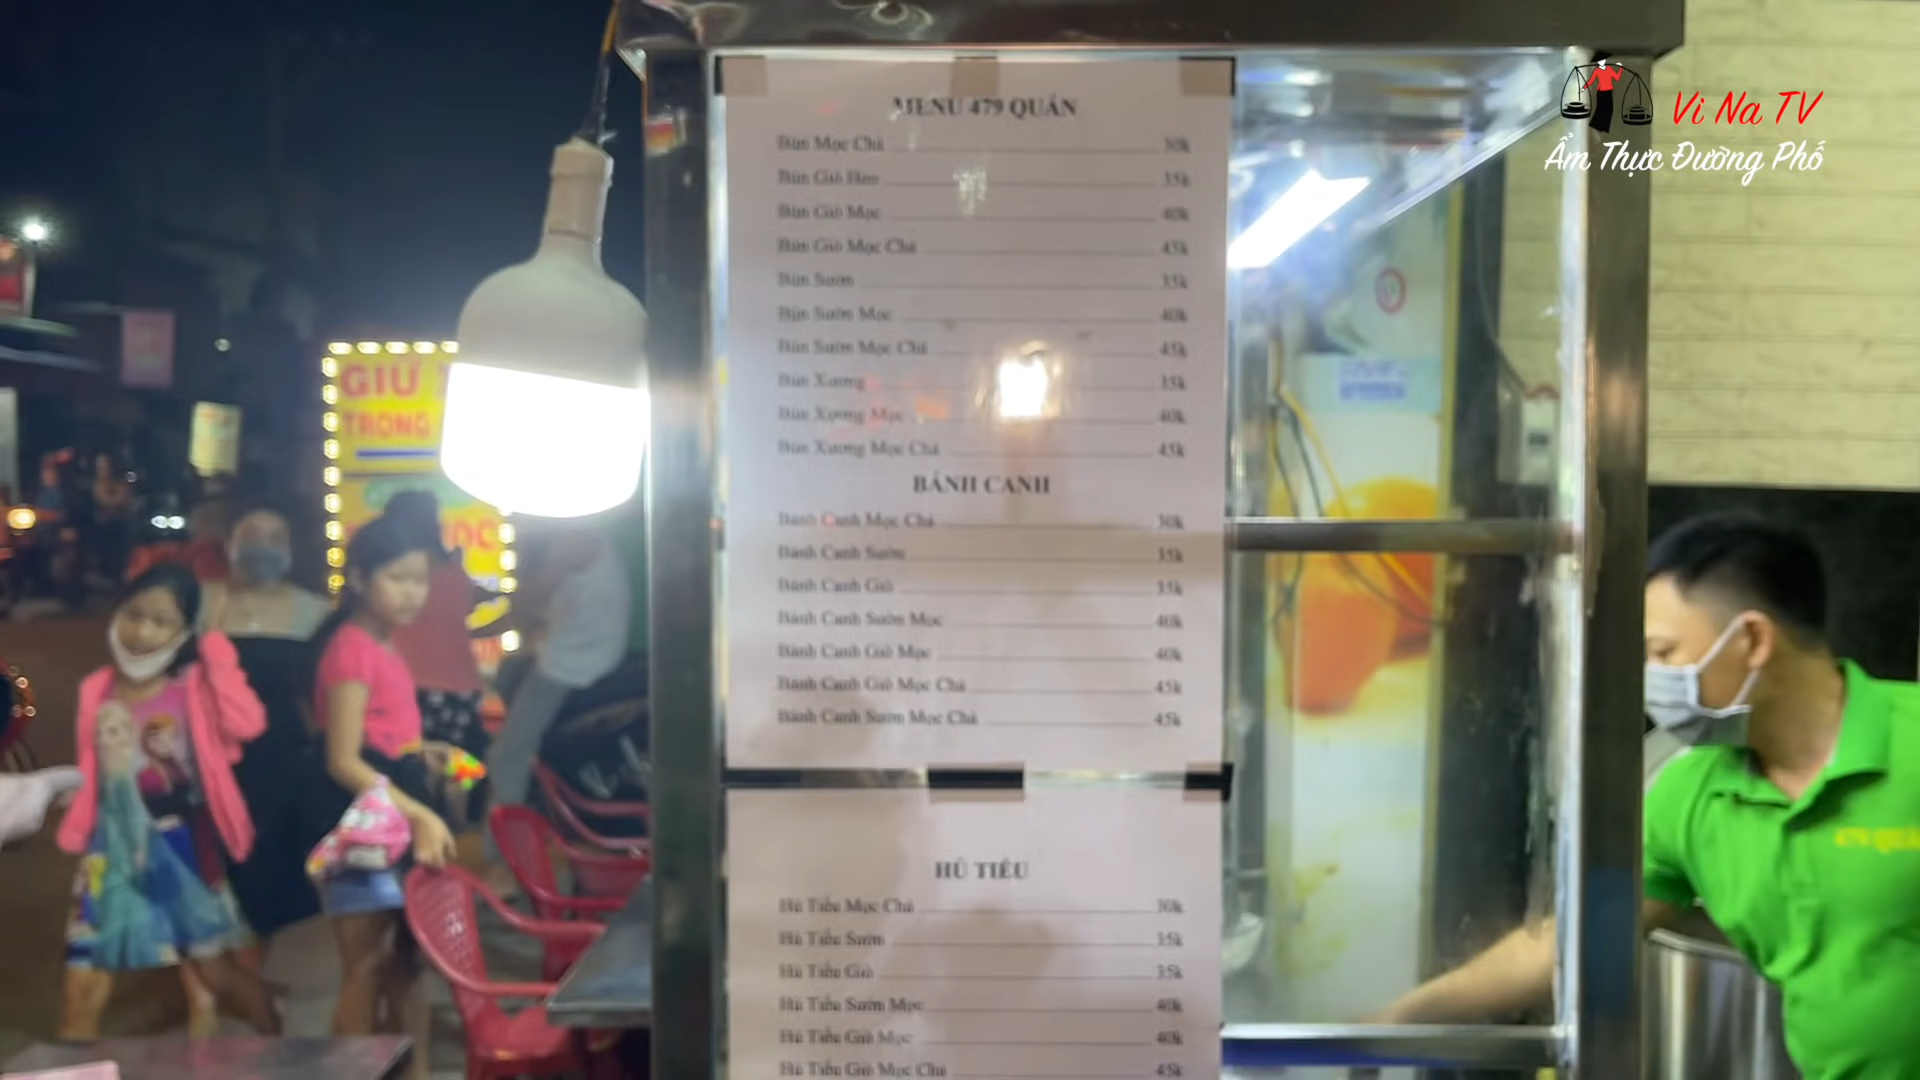 Vi Na TV
Ẩm Thực Đường Phố
MENU 479 QUÁN
Bún Mọc Chả 30k
Bún Giò Heo 35k
Bún Giò Mọc 40k
Bún Giò Mọc Chả 45k
Bún Sườn 35k
Bún Sườn Mọc 40k
Bún Sườn Mọc Chả 45k
Bún Xương 35k
Bún Xương Mọc 40k
Bún Xương Mọc Chả 45k
BÁNH CANH
Bánh Canh Mọc Chả 30k
Bánh Canh Sườn 35k
Bánh Canh Giò 35k
Bánh Canh Sườn Mọc 40k
Bánh Canh Giò Mọc 40k
Bánh Canh Giò Mọc Chả 45k
Bánh Canh Sườn Mọc Chả 45k
HỦ TIẾU
Hủ Tiếu Mọc Chả 30k
Hủ Tiếu Sườn 35k
Hủ Tiếu Giò 35k
Hủ Tiếu Sườn Mọc 40k
Hủ Tiếu Giò Mọc 40k
Hủ Tiếu Giò Mọc Chả 45k
GIỮ
TRONG
479 QUÁN